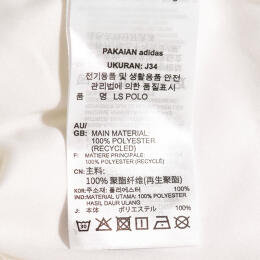 PAKAIAN adidas
UKURAN: J34
전기용품 및 생활용품 안전
관리법에 의한 품질표시
품 명 LS POLO
AU/
GB: MAIN MATERIAL:
100% POLYESTER
(RECYCLED)
F: MATIÈRE PRINCIPALE:
100% POLYESTER (RECYCLÉ)
CN: 主料:
100% 聚酯纤维(再生聚酯)
KOR: 주소재: 폴리에스터 100%
IND: MATERIAL UTAMA: 100% POLYESTER
HASIL DAUR ULANG
J: 本体 ポリエステル 100%
30